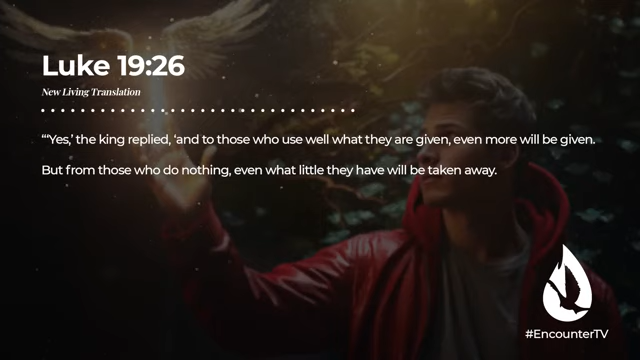 Luke 19:26
New Living Translation
“‘Yes,’ the king replied, ‘and to those who use well what they are given, even more will be given.
But from those who do nothing, even what little they have will be taken away.
#EncounterTV